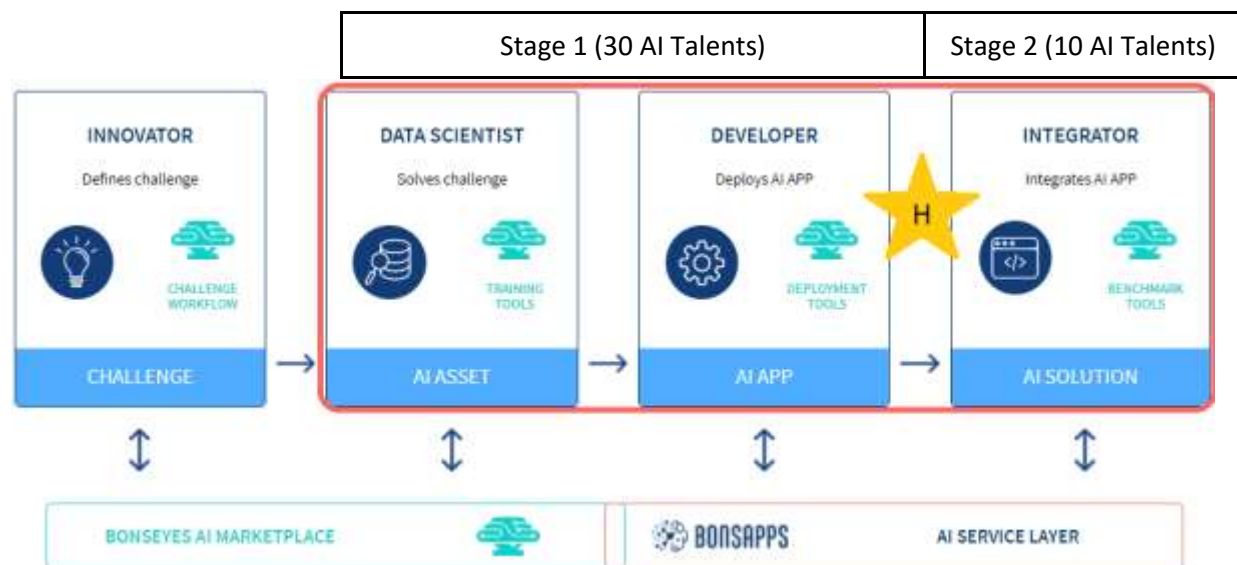 Stage 1 (30 AI Talents)
Stage 2 (10 AI Talents)
INNOVATOR
Defines challenge
CHALLENGE
WORKFLOW
CHALLENGE
DATA SCIENTIST
Solves challenge
TRAINING
TOOLS
AI ASSET
DEVELOPER
Deploys AI APP
DEPLOYMENT
TOOLS
AI APP
H
INTEGRATOR
Integrates AI APP
</>
BENCHMARK
TOOLS
AI SOLUTION
BONSEYES AI MARKETPLACE
BONSAPPS
AI SERVICE LAYER